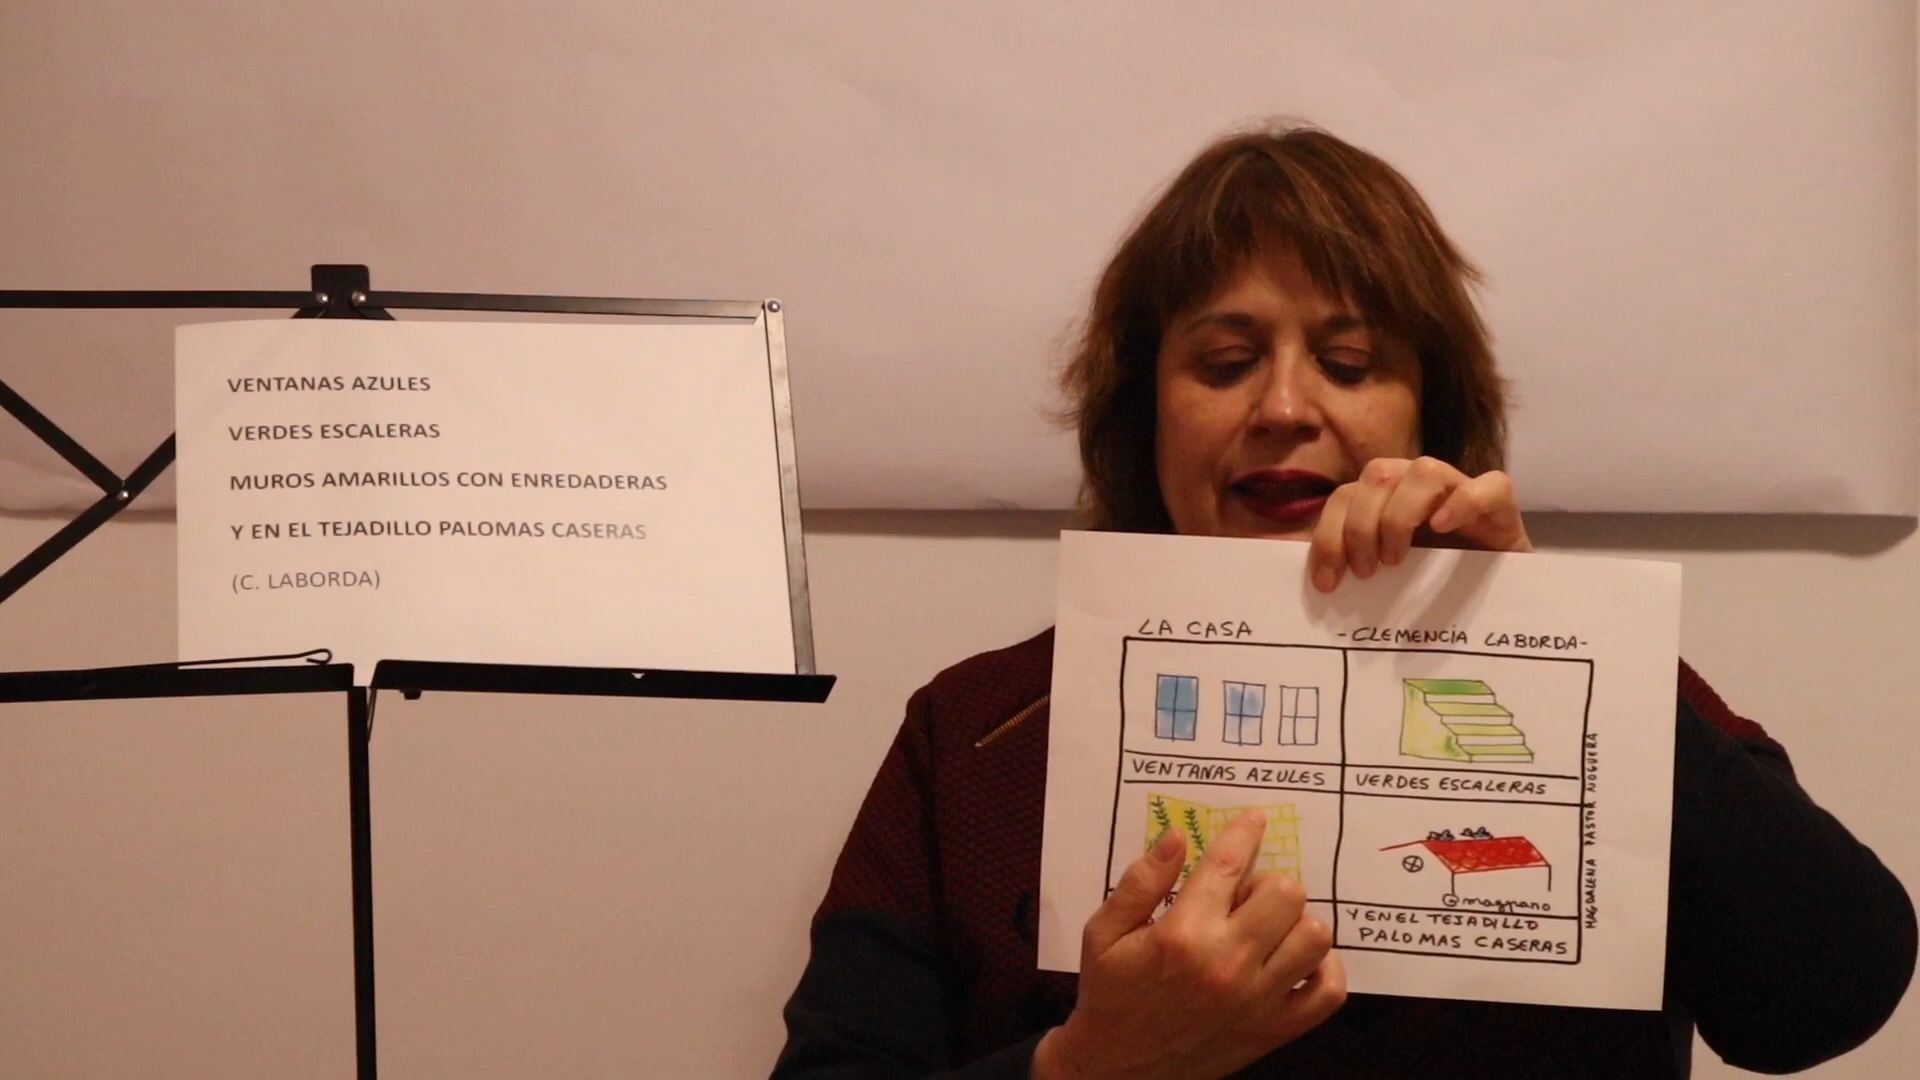 VENTANAS AZULES
VERDES ESCALERAS
MUROS AMARILLOS CON ENREDADERAS
Y EN EL TEJADILLO PALOMAS CASERAS
(C. LABORDA)
LA CASA
-CLEMENCIA LABORDA-
VENTANAS AZULES
VERDES ESCALERAS
@magpano
Y EN EL TEJADILLO
PALOMAS CASERAS
MAGDALENA PASTOR NOGUERA